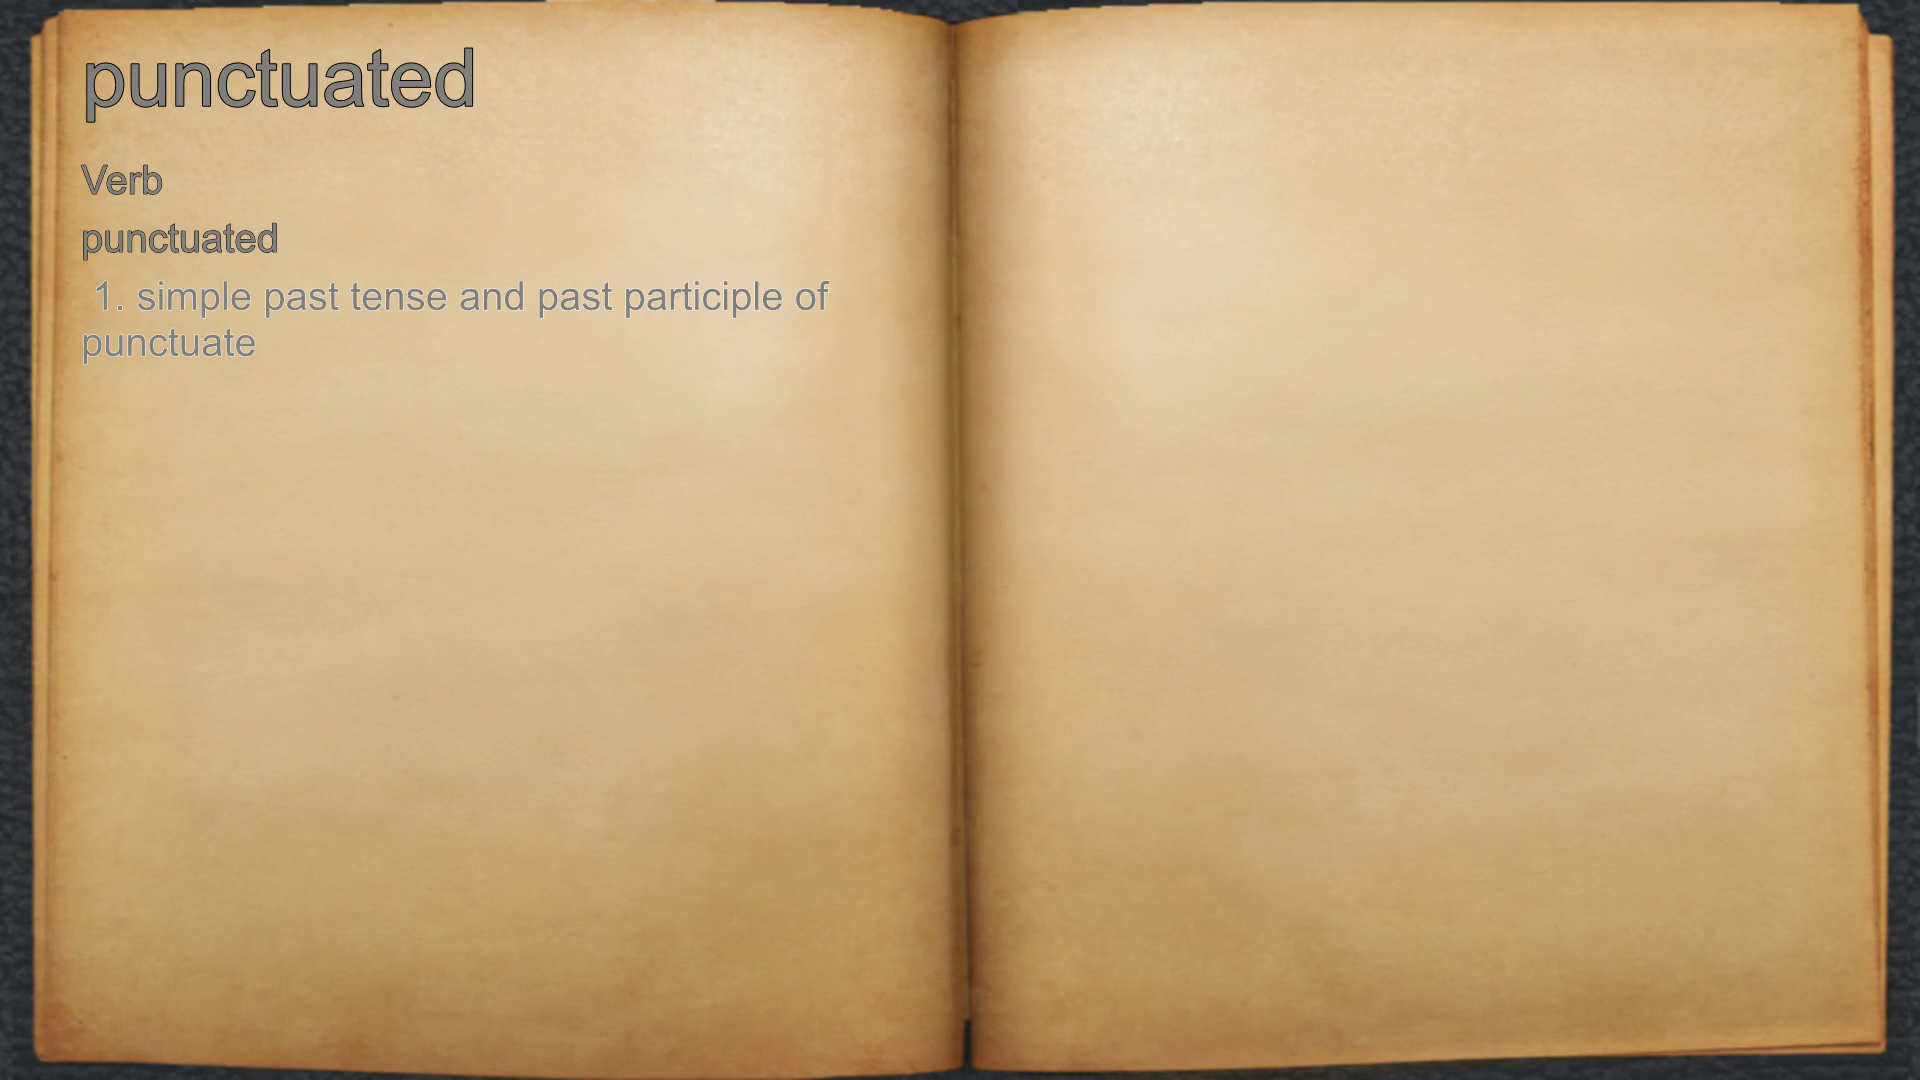 punctuated
Verb
punctuated
1. simple past tense and past participle of
punctuate